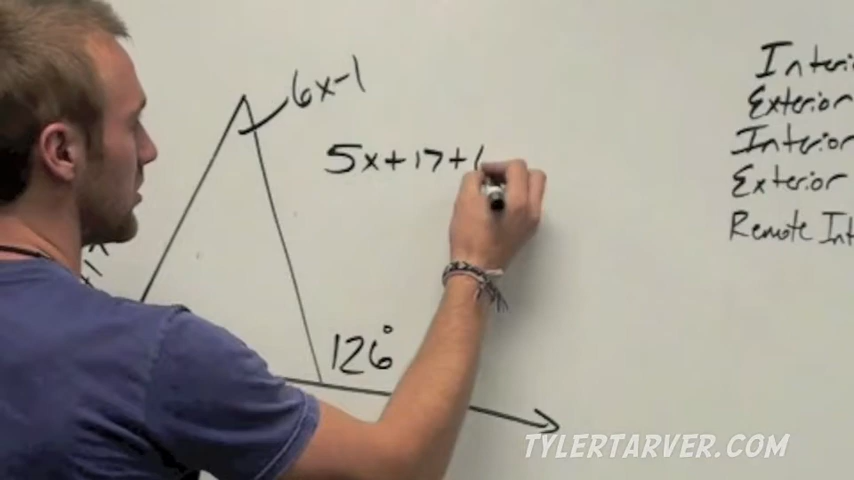 6x-1
5x+17+
126°
Interi
Exterior
Interior
Exterior
Remote Int
TYLERTARVER.COM